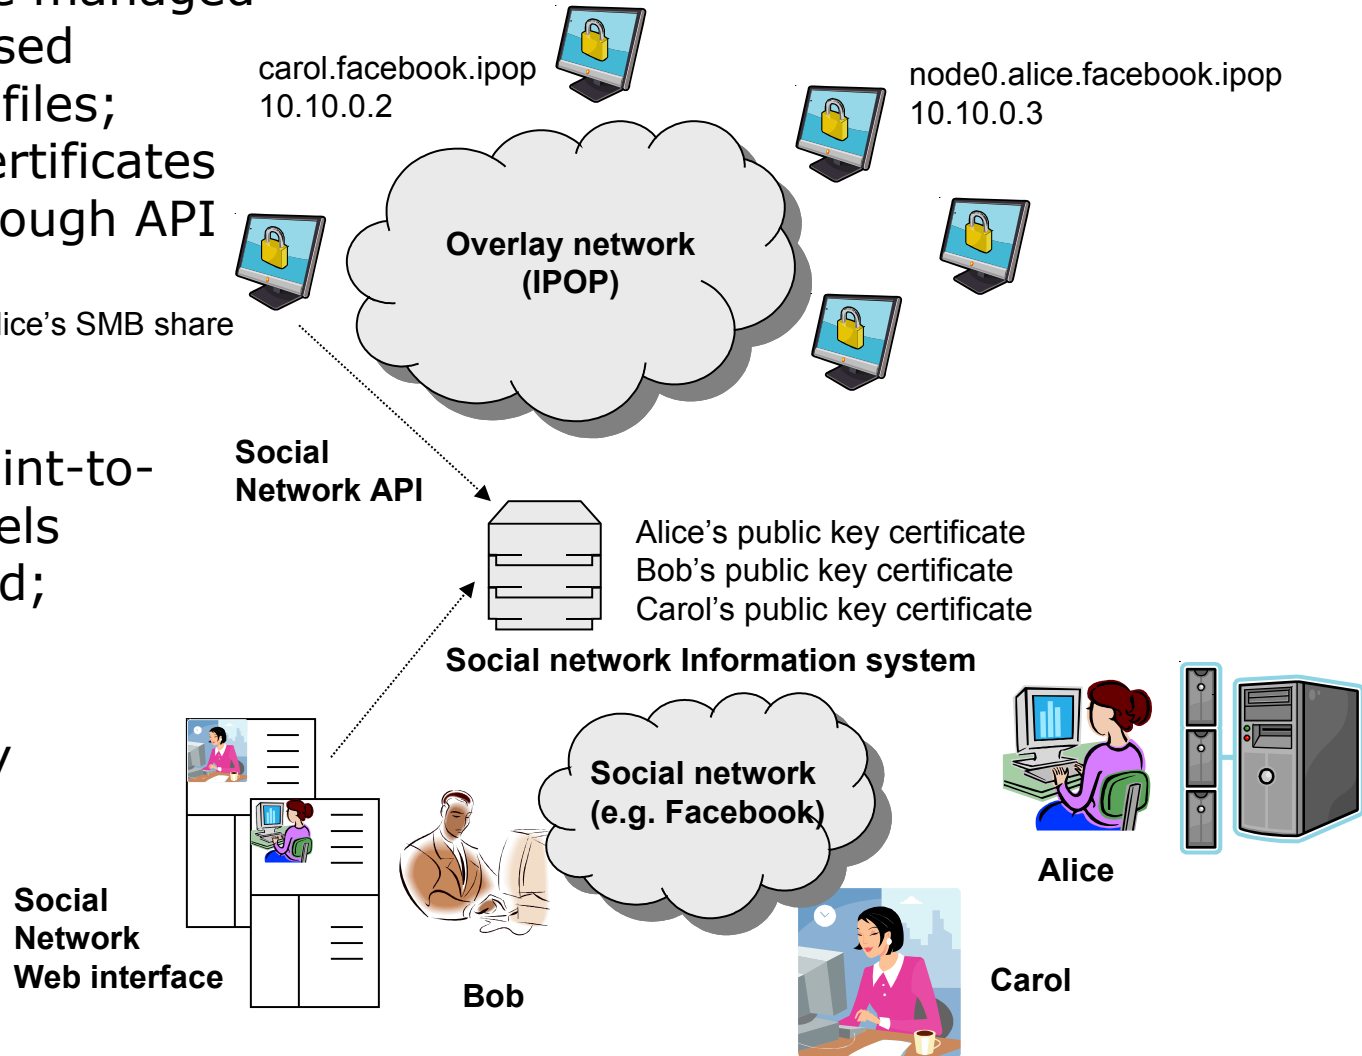 e managed
sed
files;
ertificates
ough API
carol.facebook.ipop
10.10.0.2
node0.alice.facebook.ipop
10.10.0.3
Overlay network
(IPOP)
lice’s SMB share
int-to-
els
d;
y
Social
Network API
Alice’s public key certificate
Bob’s public key certificate
Carol’s public key certificate
Social network Information system
Social network
(e.g. Facebook)
Alice
Social
Network
Web interface
Bob
Carol